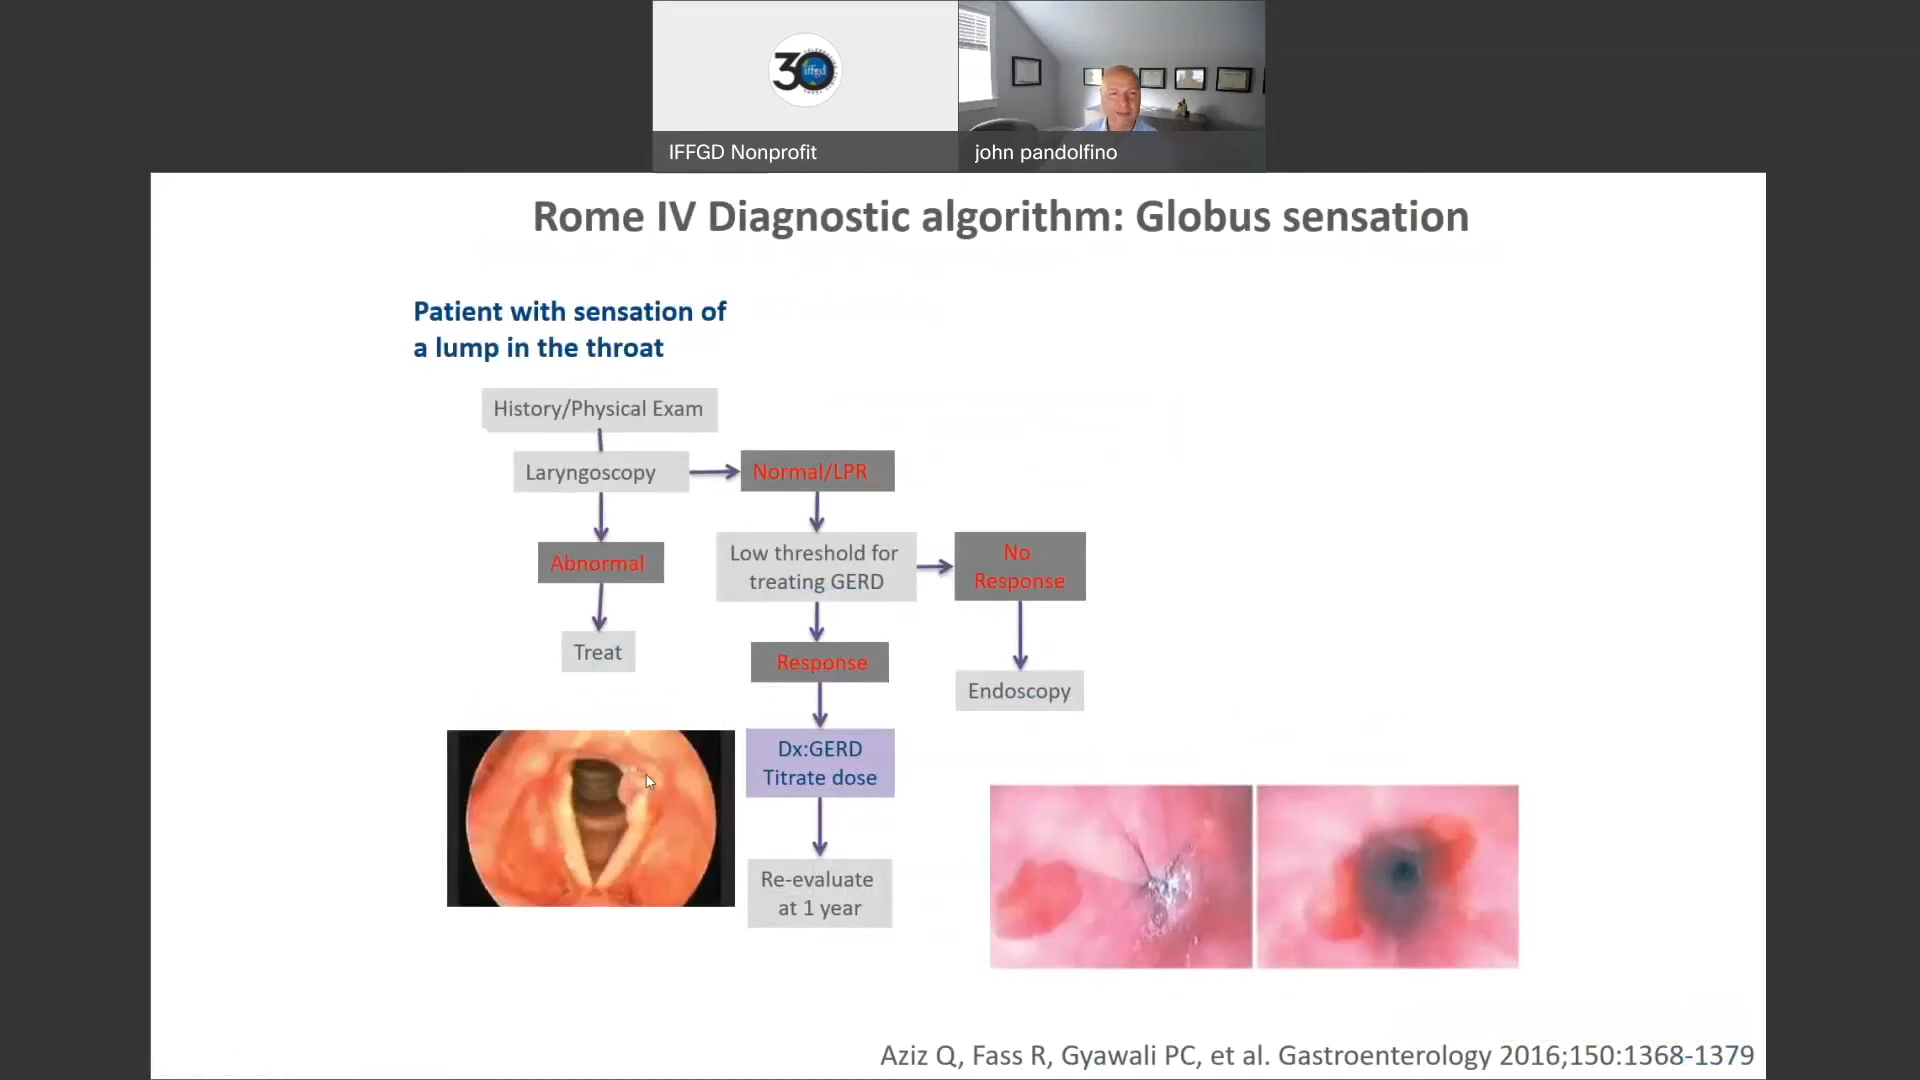 30
iffgd
IFFGD Nonprofit
john pandolfino
Rome IV Diagnostic algorithm: Globus sensation
Patient with sensation of
a lump in the throat
History/Physical Exam
Laryngoscopy
Normal/LPR
Abnormal
Low threshold for
treating GERD
No
Response
Treat
Response
Endoscopy
Dx:GERD
Titrate dose
Re-evaluate
at 1 year
Aziz Q, Fass R, Gyawali PC, et al. Gastroenterology 2016;150:1368-1379